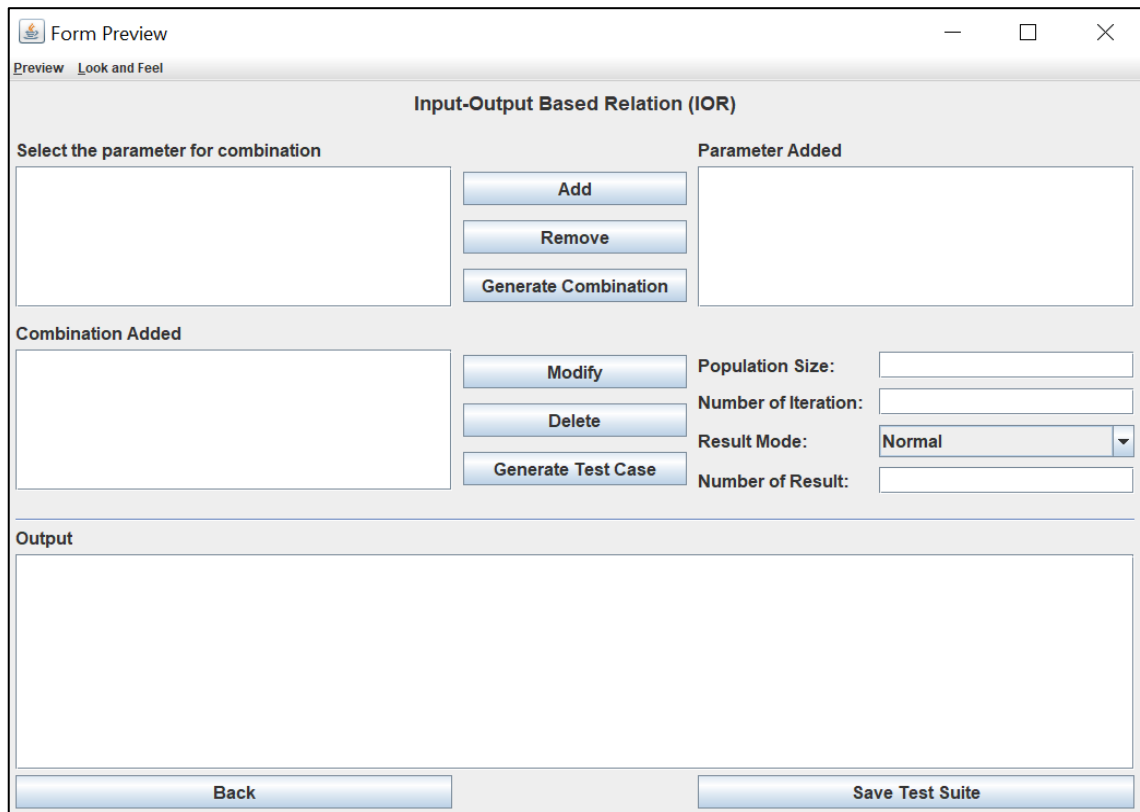 Form Preview
Preview Look and Feel
Input-Output Based Relation (IOR)
Select the parameter for combination
Parameter Added
Add
Remove
Generate Combination
Combination Added
Modify
Delete
Generate Test Case
Population Size:
Number of Iteration:
Result Mode: Normal
Number of Result:
Output
Back
Save Test Suite